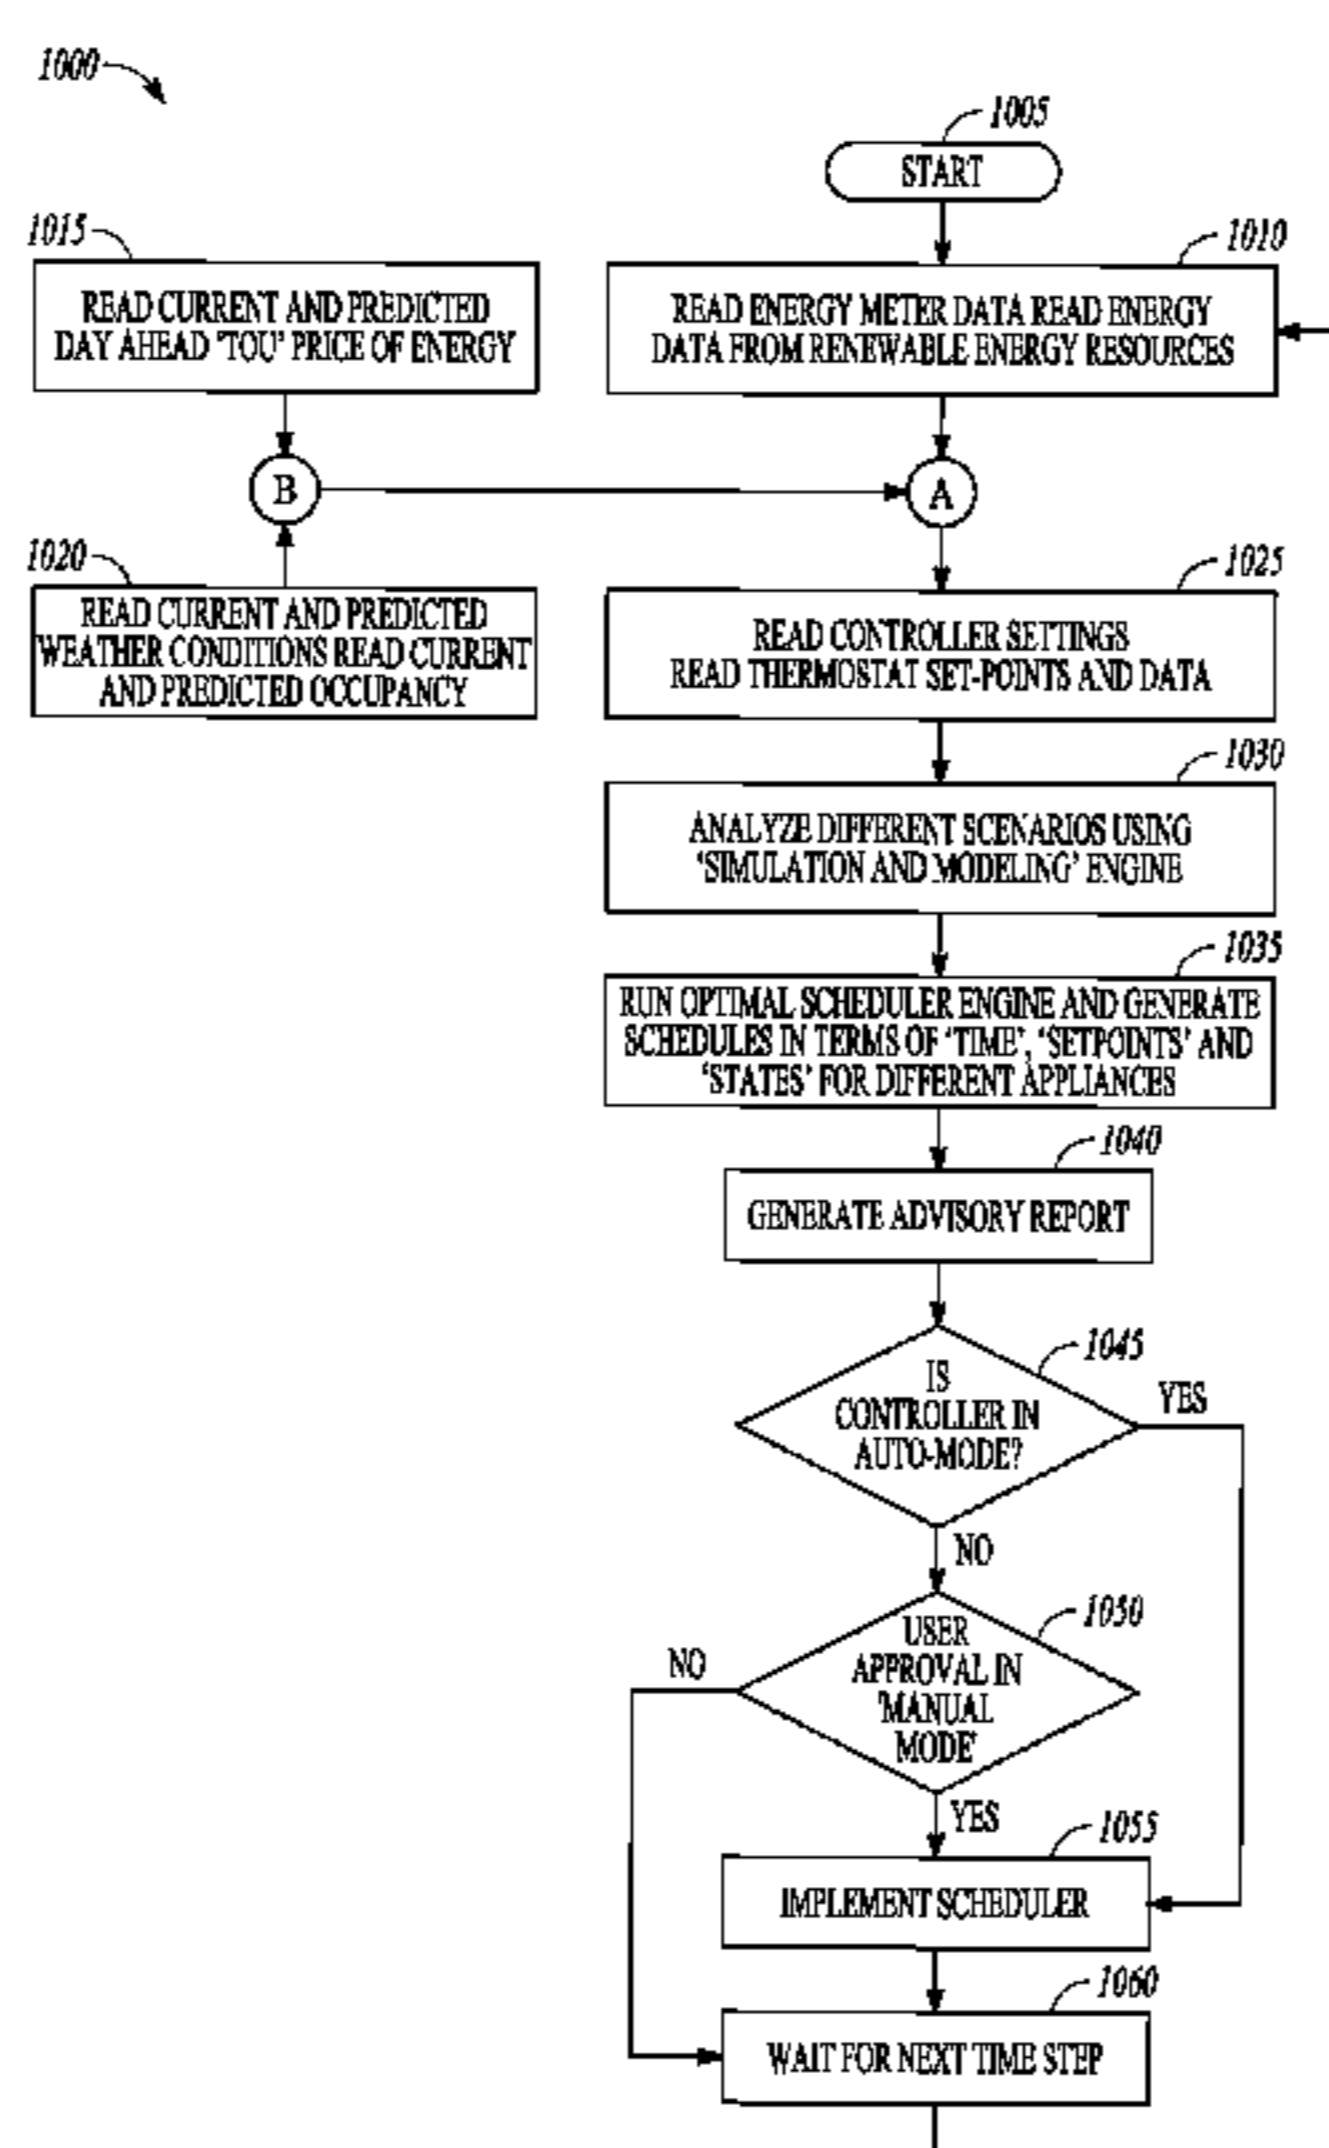 1000
1005
START
1015
READ CURRENT AND PREDICTED
DAY AHEAD 'TOU' PRICE OF ENERGY
1010
READ ENERGY METER DATA READ ENERGY
DATA FROM RENEWABLE ENERGY RESOURCES
B
A
1020
READ CURRENT AND PREDICTED
WEATHER CONDITIONS READ CURRENT
AND PREDICTED OCCUPANCY
1025
READ CONTROLLER SETTINGS
READ THERMOSTAT SET-POINTS AND DATA
1030
ANALYZE DIFFERENT SCENARIOS USING
'SIMULATION AND MODELING' ENGINE
1035
RUN OPTIMAL SCHEDULER ENGINE AND GENERATE
SCHEDULES IN TERMS OF 'TIME', 'SETPOINTS' AND
'STATES' FOR DIFFERENT APPLIANCES
1040
GENERATE ADVISORY REPORT
1045
IS
CONTROLLER IN
AUTO-MODE?
YES
NO
1050
USER
APPROVAL IN
'MANUAL
MODE'
NO
YES
1055
IMPLEMENT SCHEDULER
1060
WAIT FOR NEXT TIME STEP